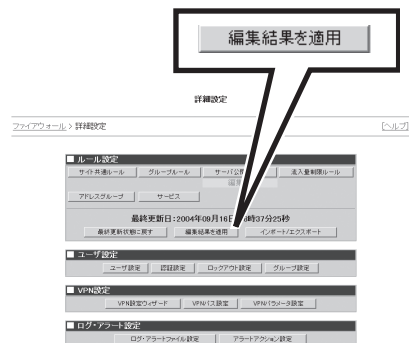 編集結果を適用
詳細設定
ファイアウォール > 詳細設定 [ヘルプ]
■ ルール設定
サイト共通ルール グループルール サーバ公 流入量制限ルール
編集
アドレスグループ サービス
最終更新日:2004年09月16日 時37分25秒
最終更新状態に戻す 編集結果を適用 インポート/エクスポート
■ ユーザ設定
ユーザ設定 認証設定 ログアウト設定 グループ設定
■ VPN設定
VPN設定ウィザード VPNパス設定 VPNパラメータ設定
■ ログ・アラート設定
ログ・アラートファイル設定 アラートアクション設定